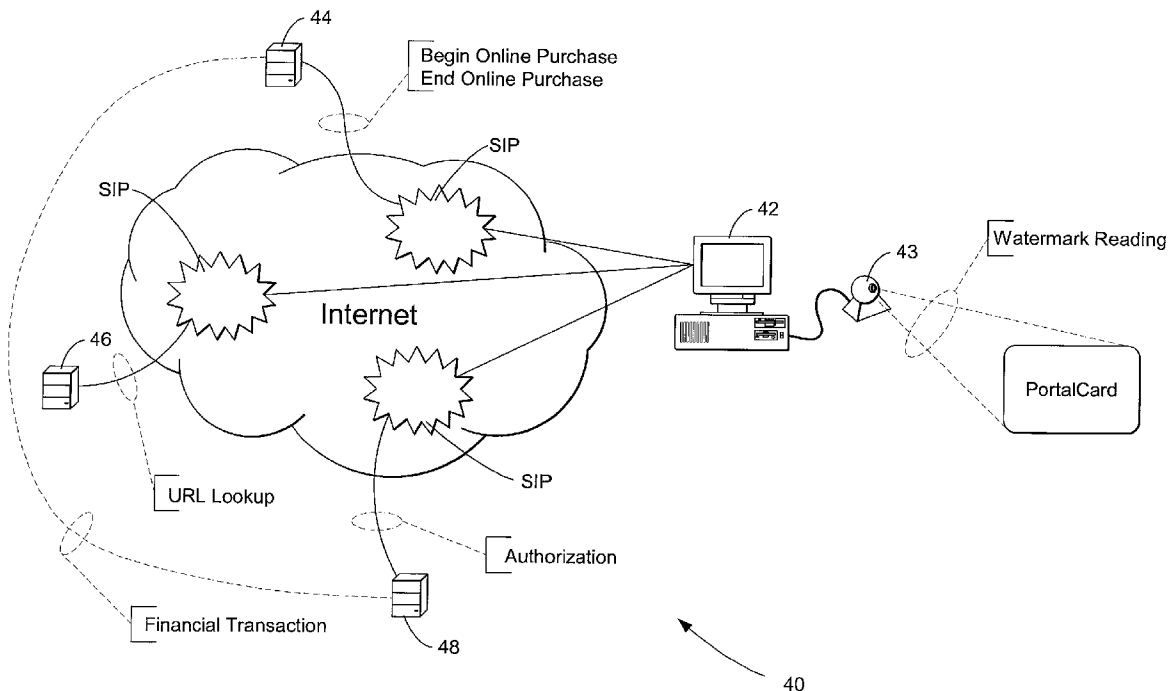 44
Begin Online Purchase
End Online Purchase
SIP
SIP
42
Watermark Reading
43
Internet
46
PortalCard
SIP
URL Lookup
Authorization
Financial Transaction
48
40